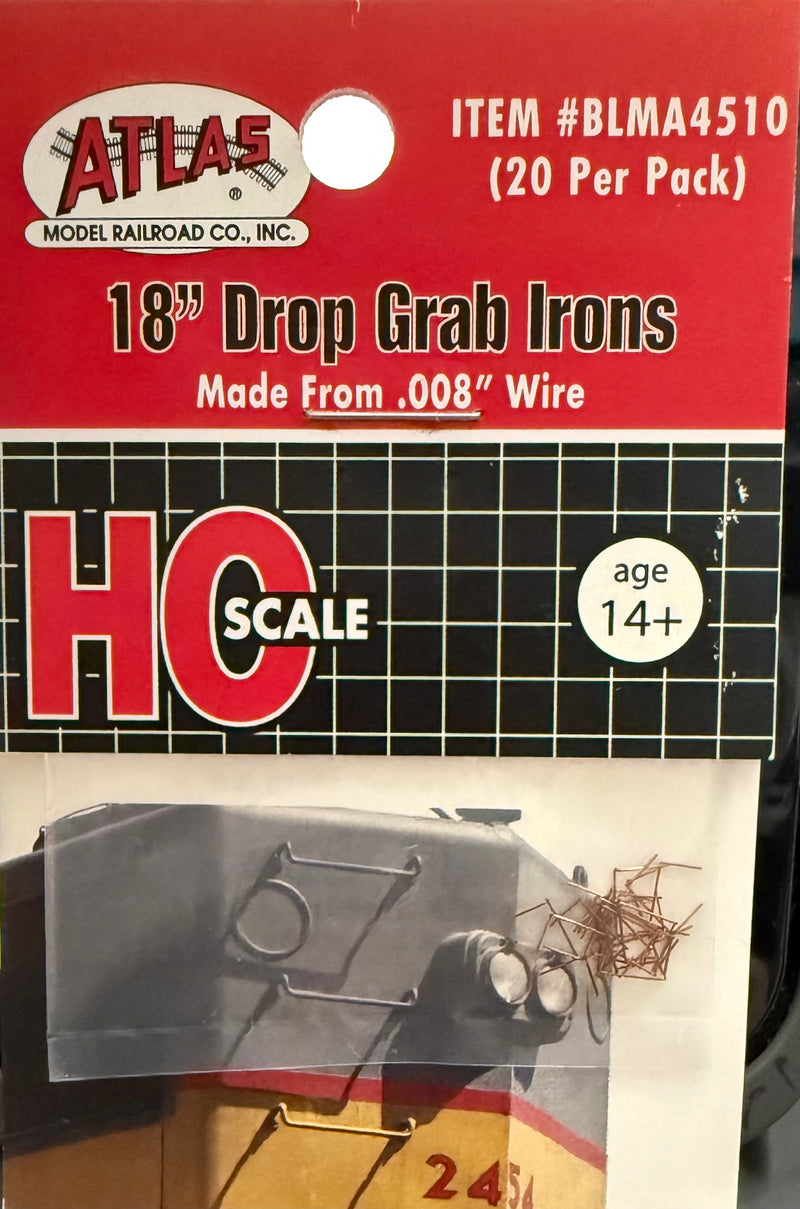 ATLAS
®
MODEL RAILROAD CO., INC.
ITEM #BLMA4510
(20 Per Pack)
18” Drop Grab Irons
Made From .008” Wire
HO
SCALE
age
14+
2454